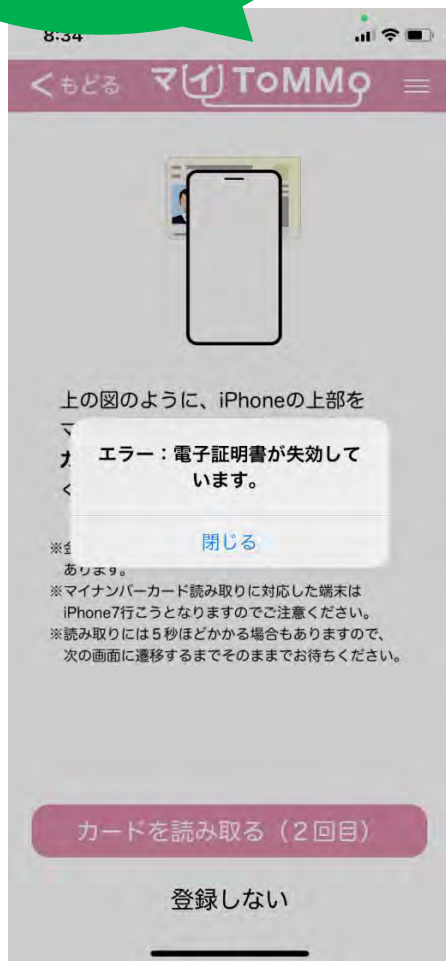 8:34
もどる マイToMMo
上の図のように、iPhoneの上部を
エラー：電子証明書が失効して
います。
閉じる
あります。
※マイナンバーカード読み取りに対応した端末は
iPhone7行こうとなりますのでご注意ください。
※読み取りには５秒ほどかかる場合もありますので、
次の画面に遷移するまでそのままでお待ちください。
カードを読み取る（２回目）
登録しない